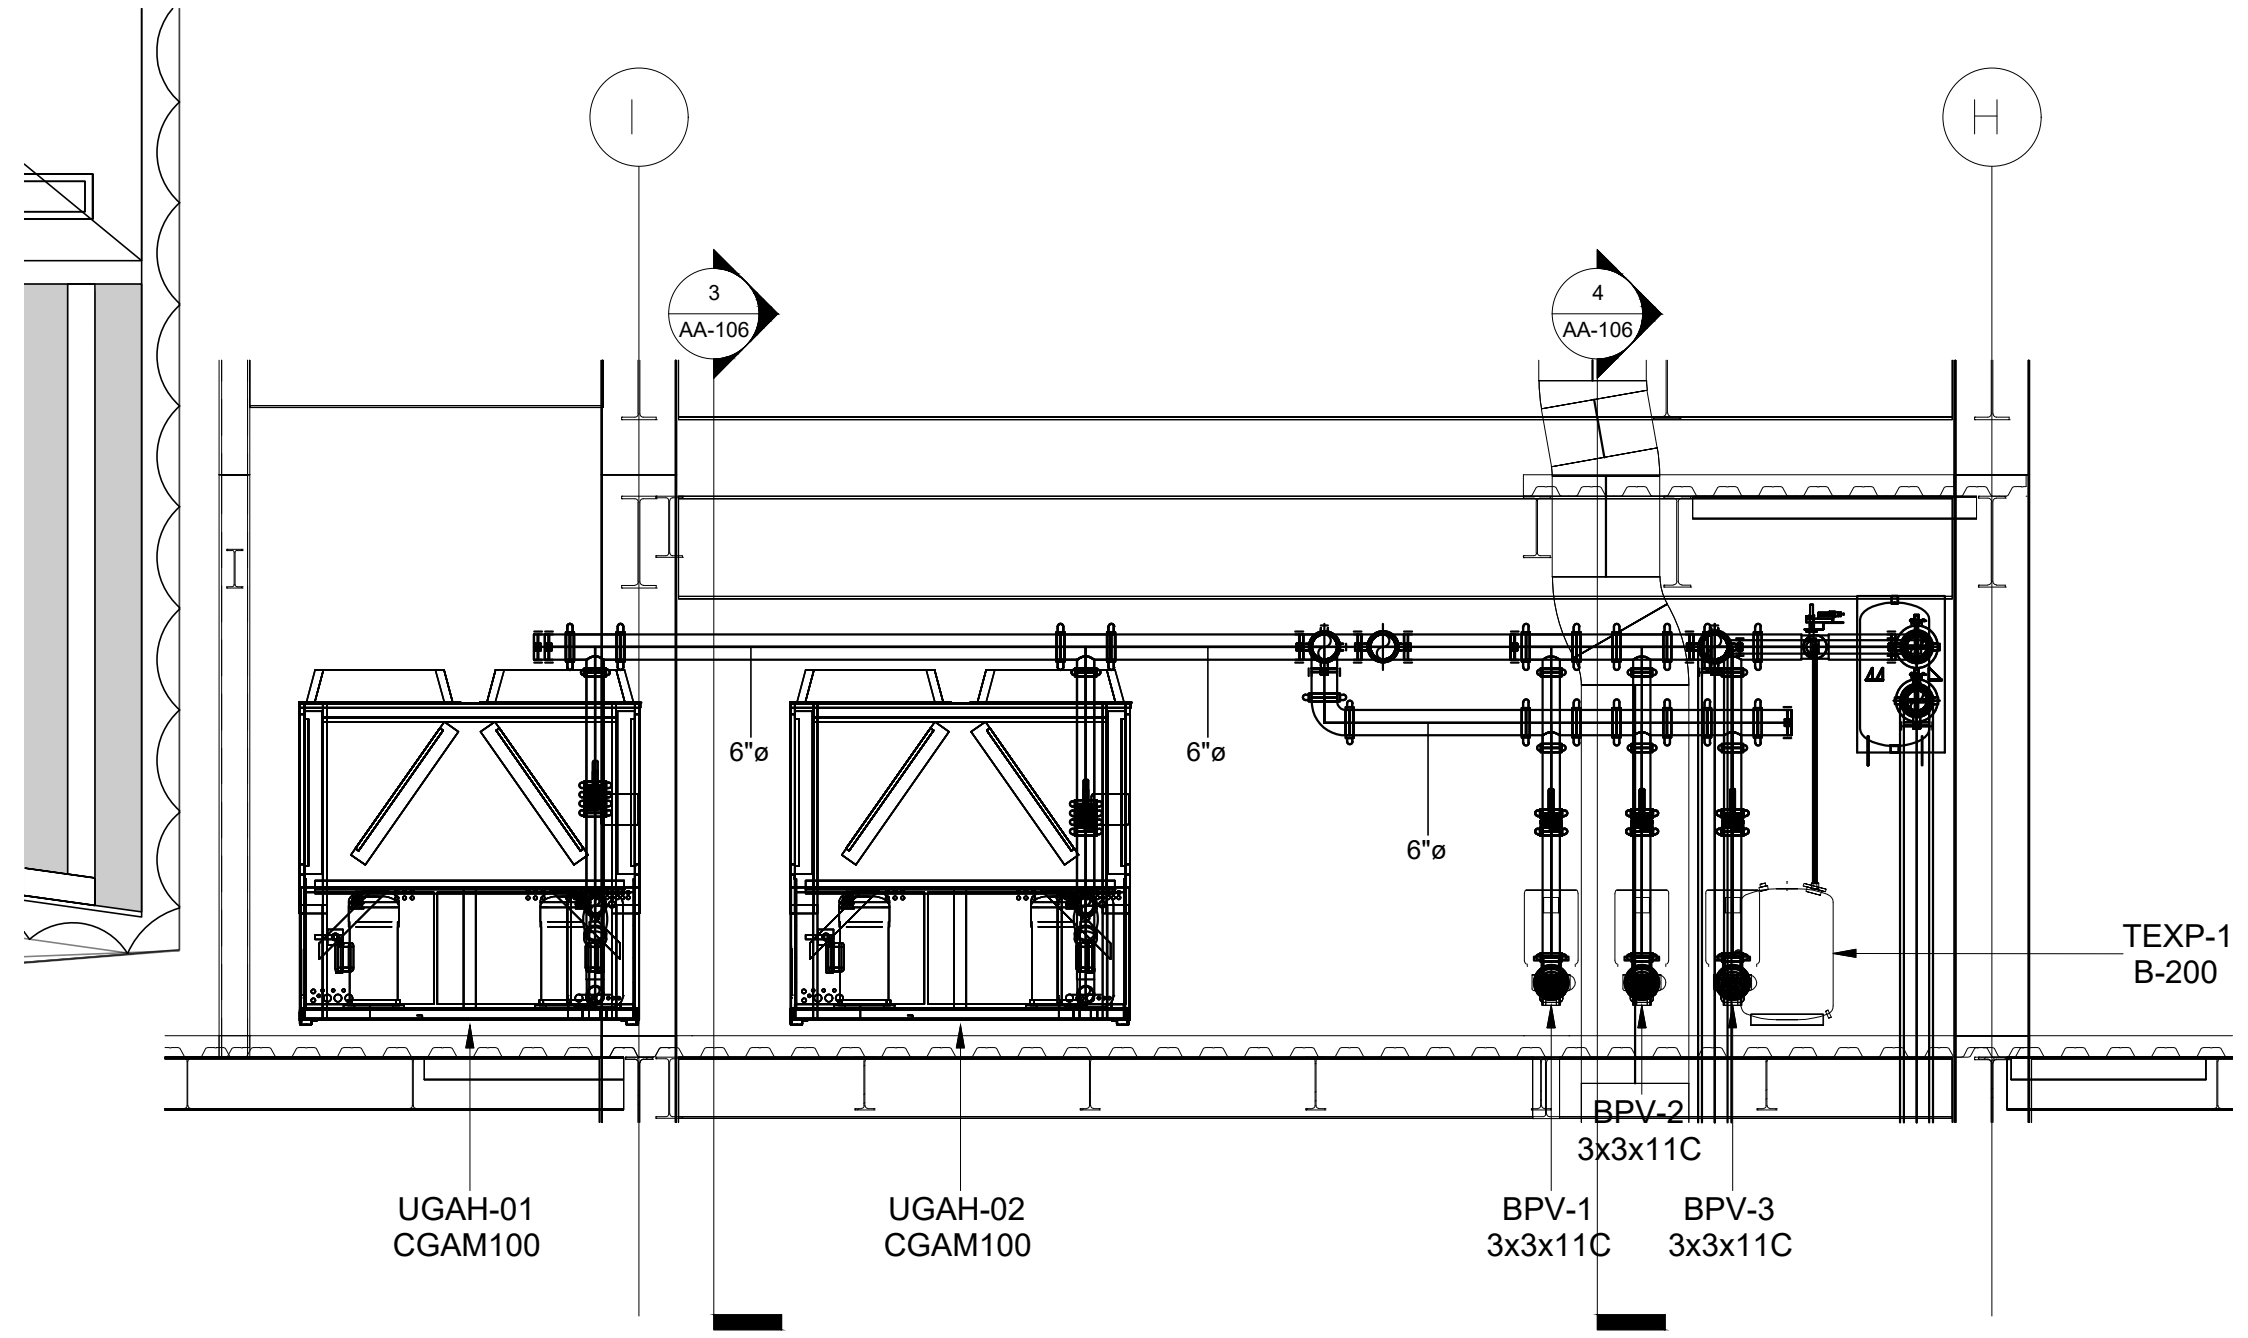 I
H
3
AA-106
4
AA-106
6"ø
6"ø
6"ø
TEXP-1
B-200
BPV-2
3x3x11C
UGAH-01
CGAM100
UGAH-02
CGAM100
BPV-1
3x3x11C
BPV-3
3x3x11C